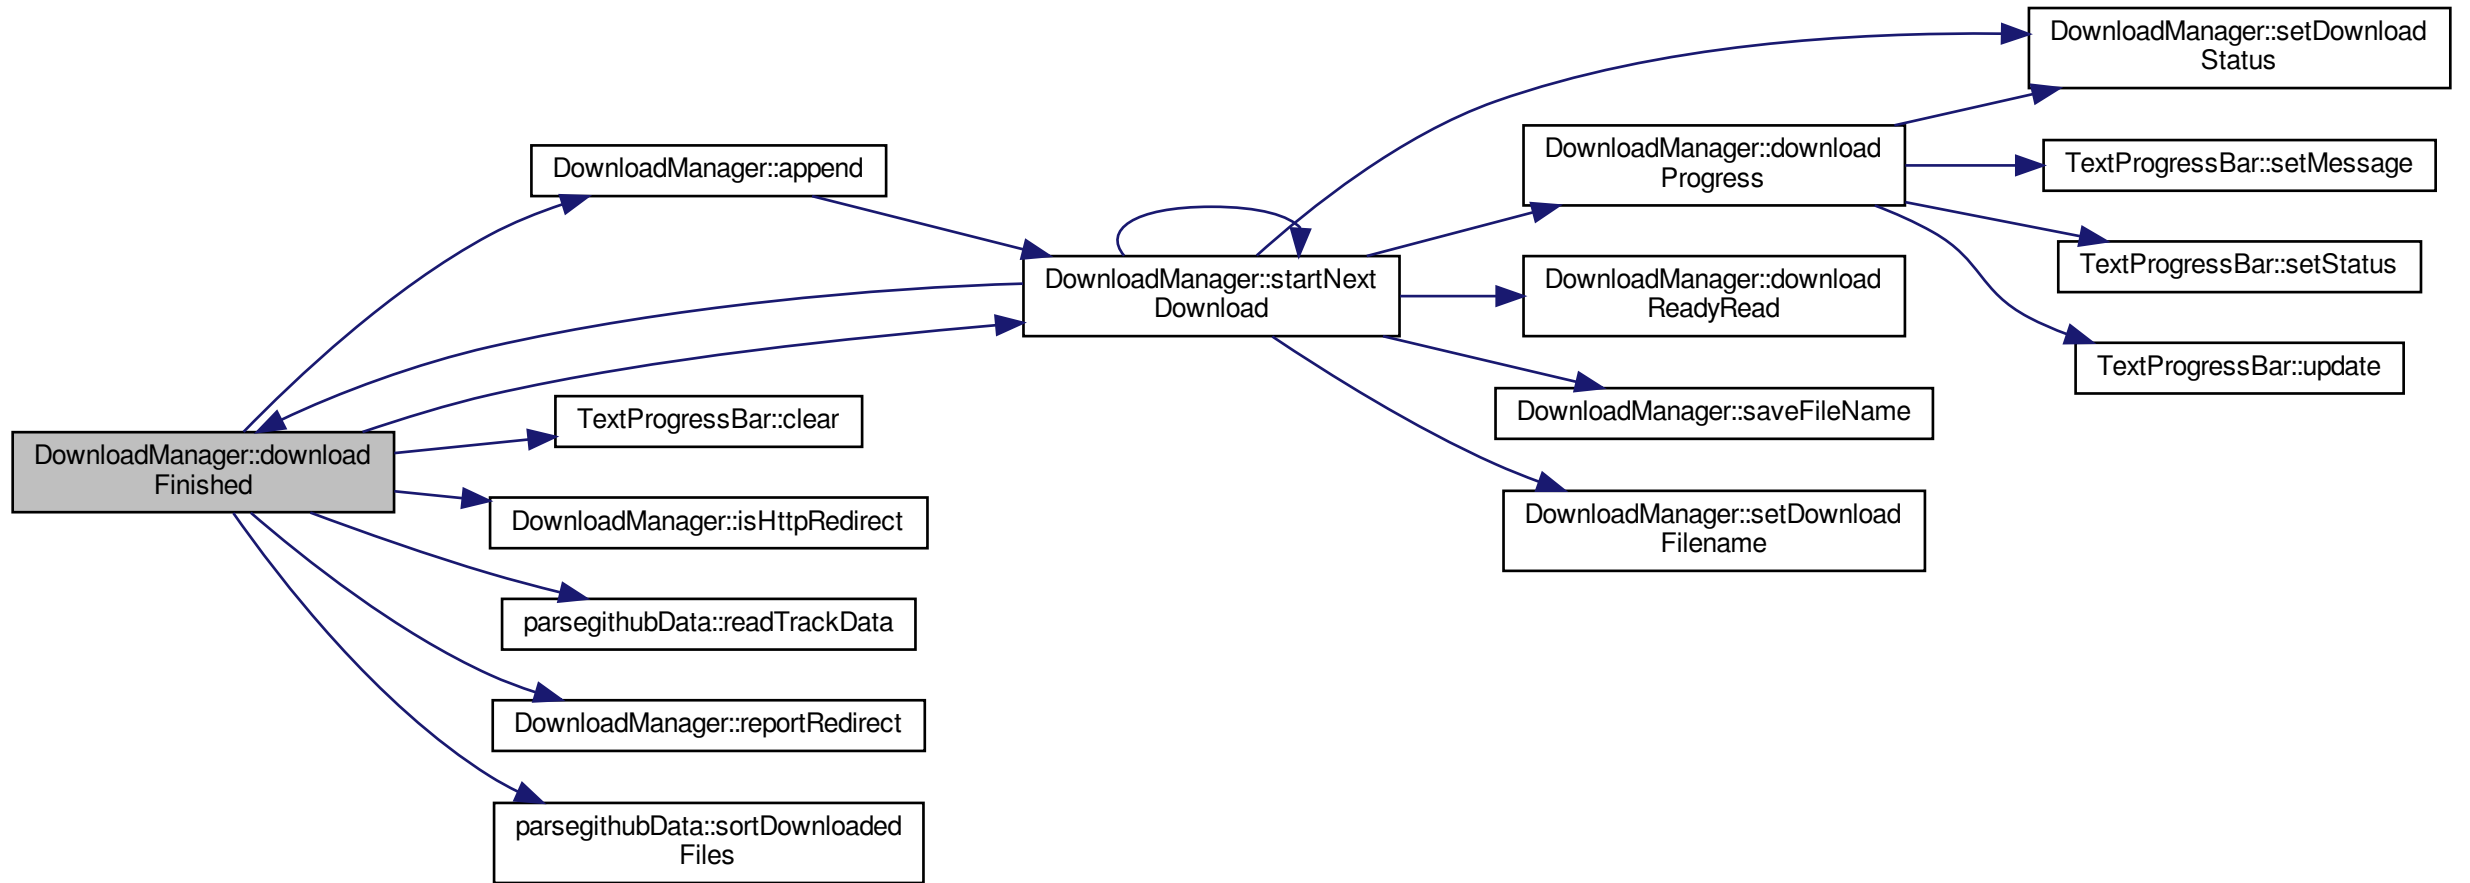 DownloadManager::download
Finished
DownloadManager::append
TextProgressBar::clear
DownloadManager::isHttpRedirect
parsegithubData::readTrackData
DownloadManager::reportRedirect
parsegithubData::sortDownloaded
Files
DownloadManager::startNext
Download
DownloadManager::download
Progress
DownloadManager::download
ReadyRead
DownloadManager::saveFileName
DownloadManager::setDownload
Filename
DownloadManager::setDownload
Status
TextProgressBar::setMessage
TextProgressBar::setStatus
TextProgressBar::update